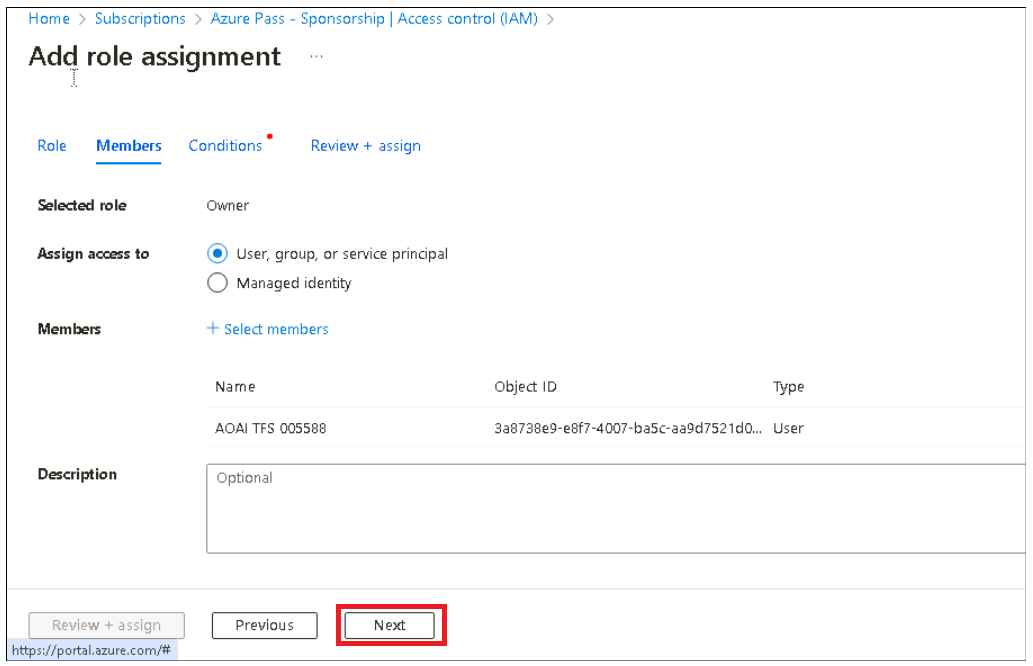 Home > Subscriptions > Azure Pass - Sponsorship | Access control (IAM) >
Add role assignment ...
Role Members Conditions Review + assign
Selected role Owner
Assign access to User, group, or service principal
Managed identity
Members + Select members
Name Object ID Type
AOAI TFS 005588 3a8738e9-e8f7-4007-ba5c-aa9d7521d0... User
Description Optional
Review + assign Previous Next
https://portal.azure.com/#